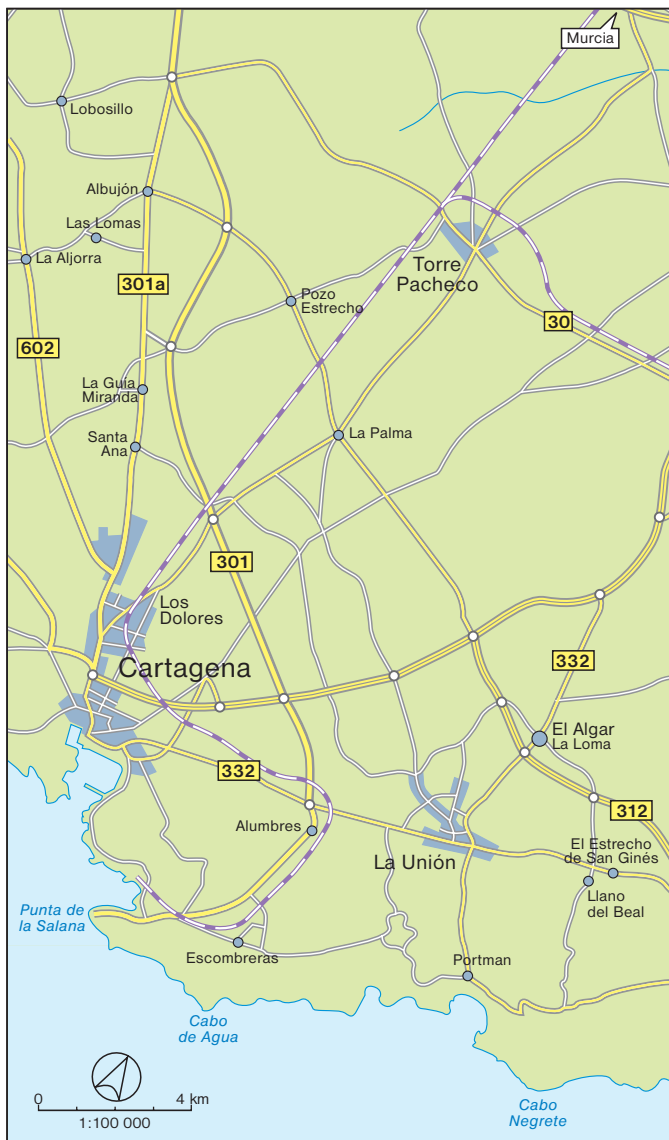 Murcia
Lobosillo
Albujón
Las Lomas
La Aljorra
Torre
Pacheco
301a
Pozo
Estrecho
30
602
La Guia
Miranda
La Palma
Santa
Ana
301
Los
Dolores
Cartagena
332
El Algar
La Loma
332
312
Alumbres
El Estrecho
de San Ginés
La Unión
Llano
del Beal
Punta de
la Salana
Escombreras
Portman
Cabo
de Agua
0 4 km
1:100 000
Cabo
Negrete